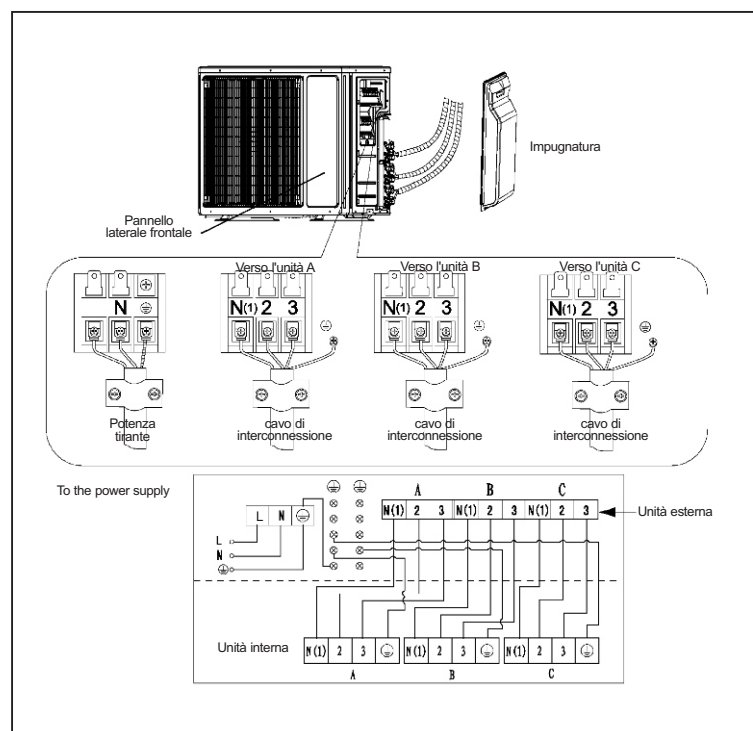 Impugnatura
Pannello
laterale frontale
Verso l'unità A
Verso l'unità B
Verso l'unità C
N
N(1) 2 3
N(1) 2 3
N(1) 2 3
Potenza
tirante
cavo di
interconnessione
cavo di
interconnessione
cavo di
interconnessione
To the power supply
A B C
L N
N(1) 2 3 N(1) 2 3 N(1) 2 3
Unità esterna
L
N
Unità interna
N(1) 2 3 N(1) 2 3 N(1) 2 3
A B C